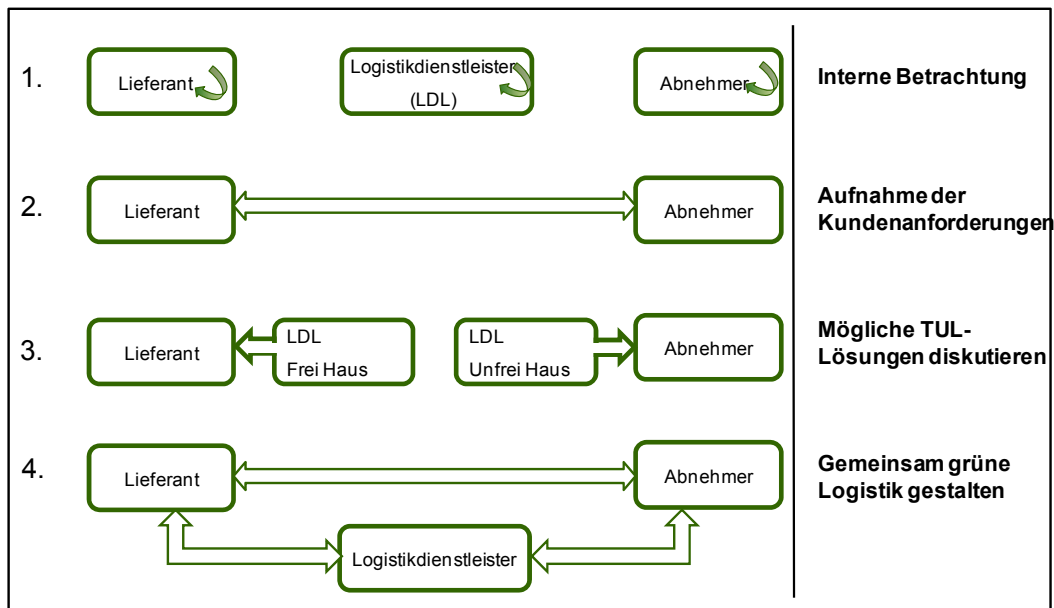 1.
Lieferant
Logistikdienstleister
(LDL)
Abnehmer
Interne Betrachtung
2.
Lieferant
Abnehmer
Aufnahme der
Kundenanforderungen
3.
Lieferant
LDL
Frei Haus
LDL
Unfrei Haus
Abnehmer
Mögliche TUL-
Lösungen diskutieren
4.
Lieferant
Abnehmer
Gemeinsam grüne
Logistik gestalten
Logistikdienstleister